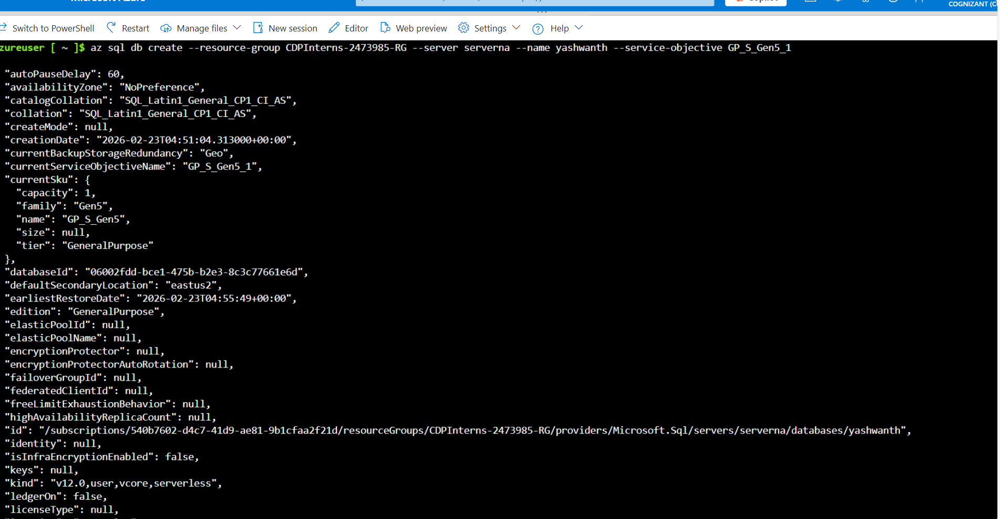 Microsoft Azure
Copilot
COGNIZANT (C
Switch to PowerShell Restart Manage files New session Editor Web preview Settings Help
zureuser [ ~ ]$ az sql db create --resource-group CDPInterns-2473985-RG --server serverna --name yashwanth --service-objective GP_S_Gen5_1
"autoPauseDelay": 60,
"availabilityZone": "NoPreference",
"catalogCollation": "SQL_Latin1_General_CP1_CI_AS",
"collation": "SQL_Latin1_General_CP1_CI_AS",
"createMode": null,
"creationDate": "2026-02-23T04:51:04.313000+00:00",
"currentBackupStorageRedundancy": "Geo",
"currentServiceObjectiveName": "GP_S_Gen5_1",
"currentSku": {
"capacity": 1,
"family": "Gen5",
"name": "GP_S_Gen5",
"size": null,
"tier": "GeneralPurpose"
},
"databaseId": "06002fdd-bce1-475b-b2e3-8c3c77661e6d",
"defaultSecondaryLocation": "eastus2",
"earliestRestoreDate": "2026-02-23T04:55:49+00:00",
"edition": "GeneralPurpose",
"elasticPoolId": null,
"elasticPoolName": null,
"encryptionProtector": null,
"encryptionProtectorAutoRotation": null,
"failoverGroupId": null,
"federatedClientId": null,
"freeLimitExhaustionBehavior": null,
"highAvailabilityReplicaCount": null,
"id": "/subscriptions/540b7602-d4c7-41d9-ae81-9b1cfaa2f21d/resourceGroups/CDPInterns-2473985-RG/providers/Microsoft.Sql/servers/serverna/databases/yashwanth",
"identity": null,
"isInfraEncryptionEnabled": false,
"keys": null,
"kind": "v12.0,user,vcore,serverless",
"ledgerOn": false,
"licenseType": null,